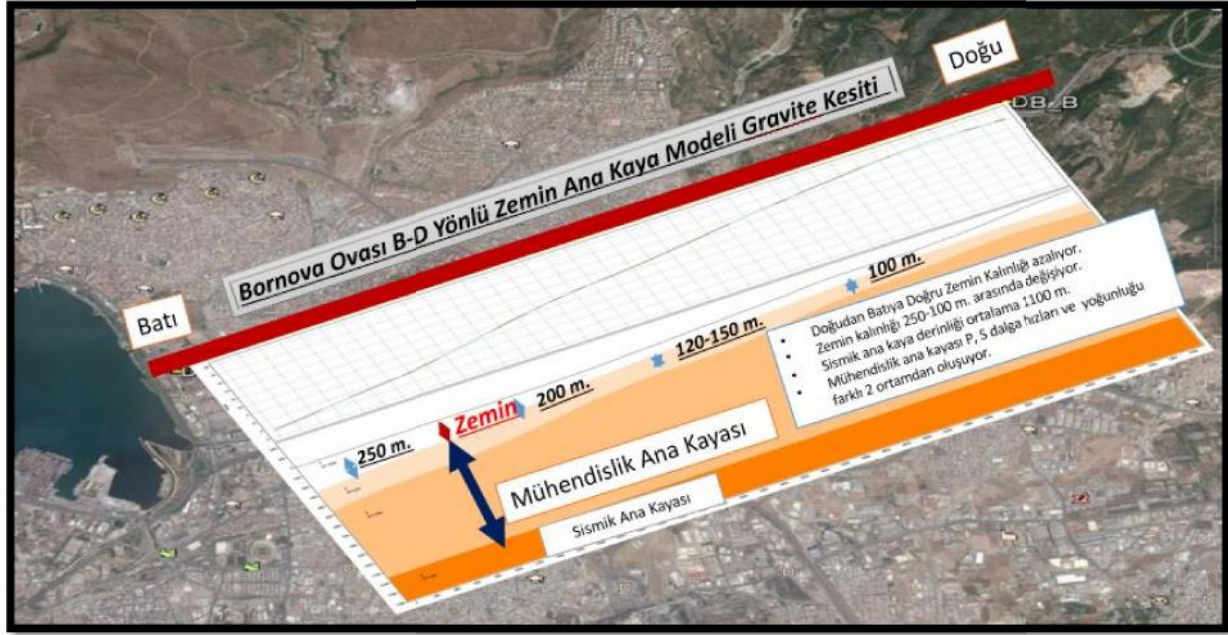 Doğu
DB_B
Bornova Ovası B-D Yönlü Zemin Ana Kaya Modeli Gravite Kesiti
Batı
100 m.
120-150 m.
200 m.
Zemin
250 m.
• Doğudan Batıya Doğru Zemin Kalınlığı azalıyor.
• Zemin kalınlığı 250-100 m. arasında değişiyor.
• Sismik ana kaya derinliği ortalama 1100 m.
• Mühendislik ana kayası P, S dalga hızları ve yoğunluğu
• farklı 2 ortamdan oluşuyor.
Mühendislik Ana Kayası
Sismik Ana Kayası